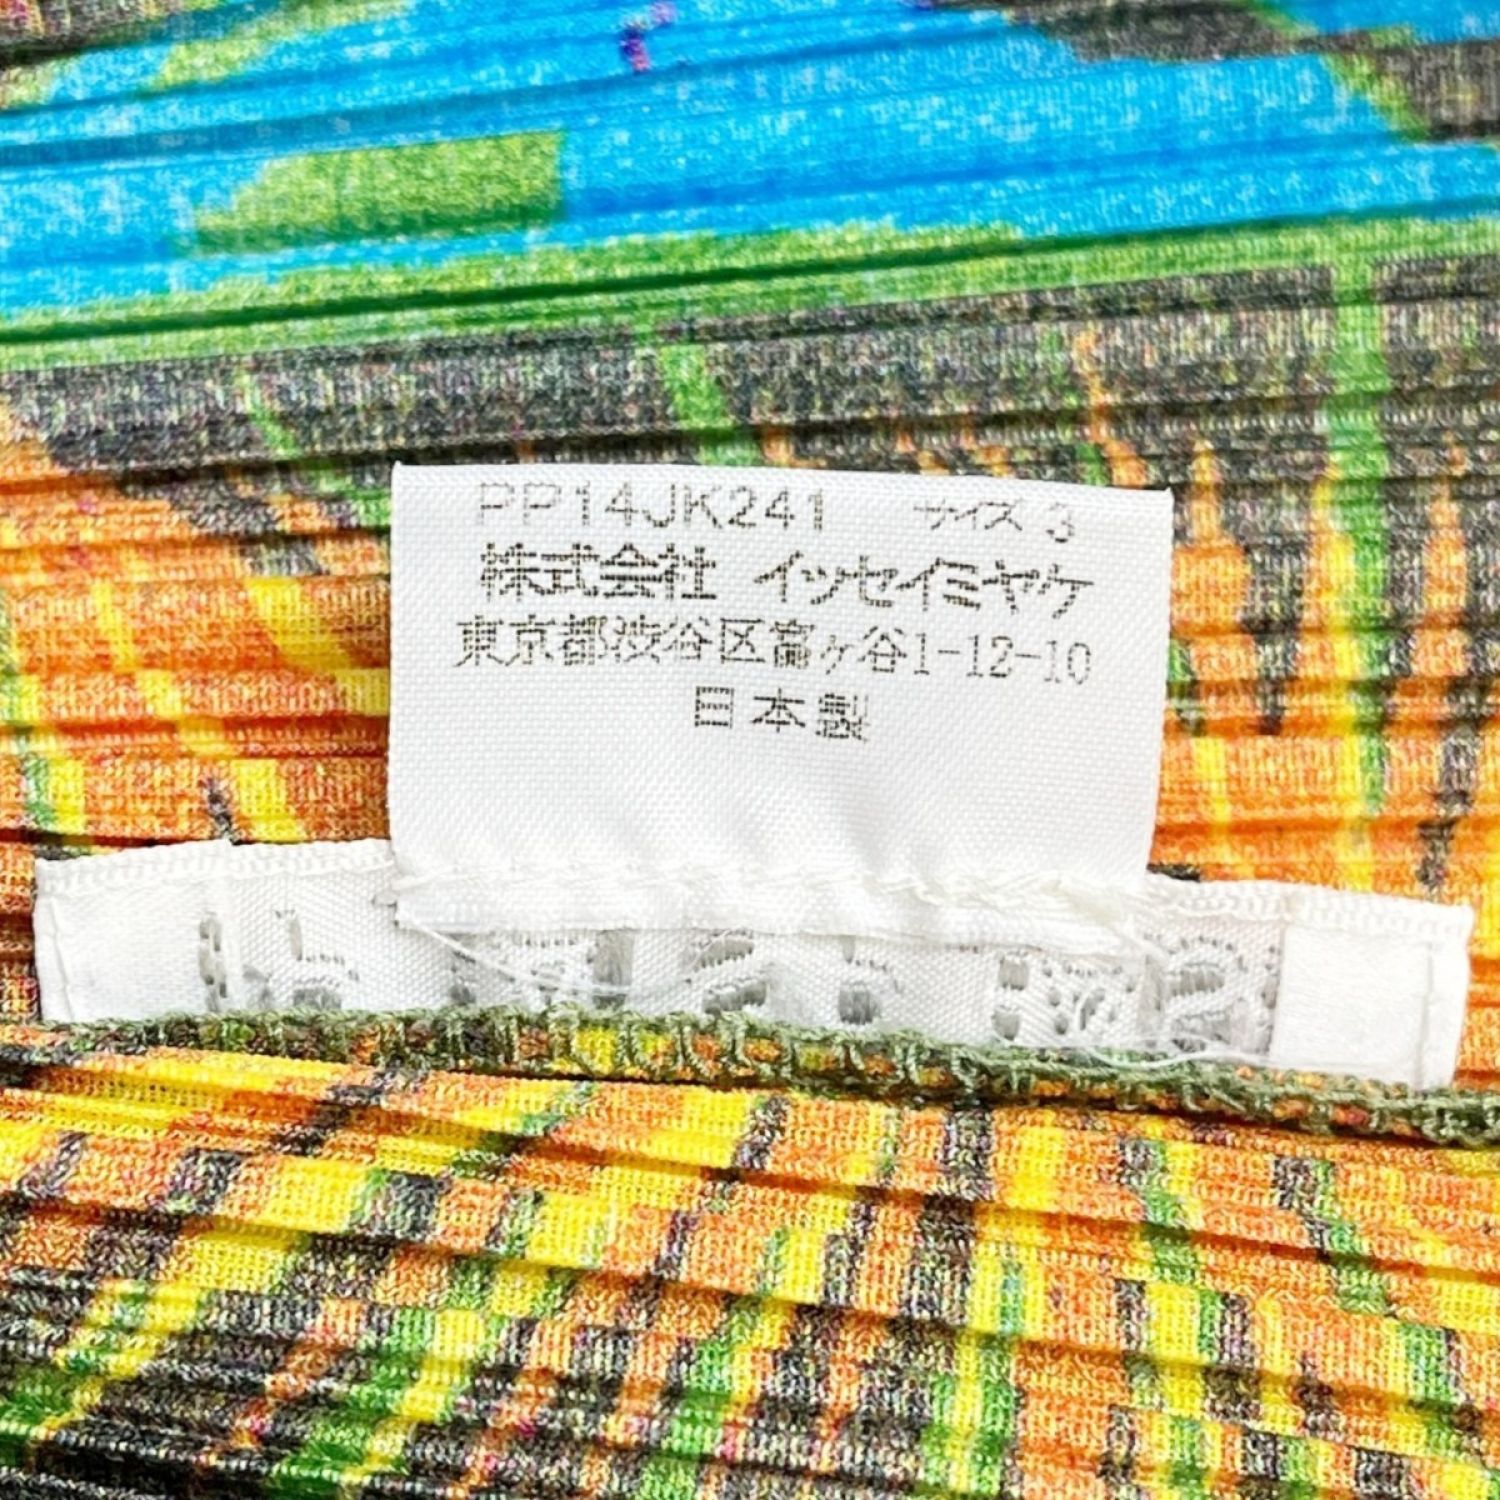 PP14JK241 サイズ 3
株式会社 イッセイミヤケ
東京都渋谷区富ヶ谷1-12-10
日本製